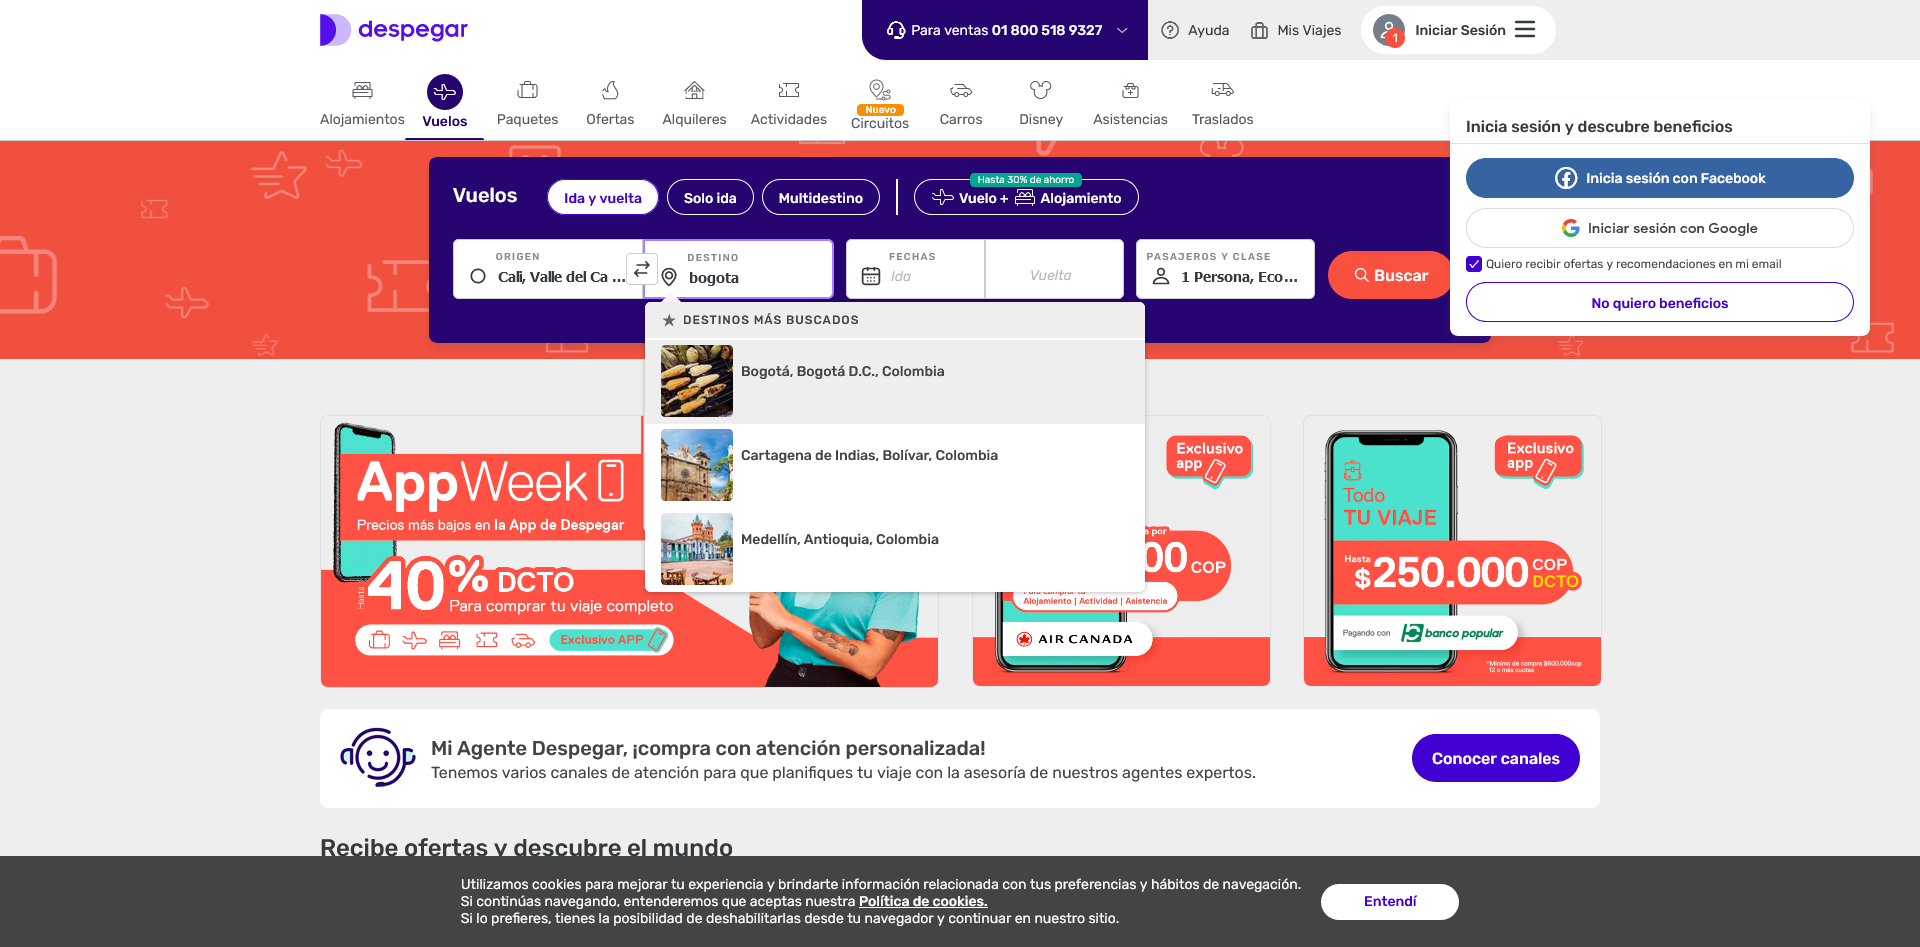 despegar
Para ventas 01 800 518 9327
Ayuda
Mis Viajes
1
Iniciar Sesión
Alojamientos
Vuelos
Paquetes
Ofertas
Alquileres
Actividades
Nuevo
Circuitos
Carros
Disney
Asistencias
Traslados
Inicia sesión y descubre beneficios
Inicia sesión con Facebook
Iniciar sesión con Google
Quiero recibir ofertas y recomendaciones en mi email
No quiero beneficios
Vuelos
Ida y vuelta
Solo ida
Multidestino
Hasta 30% de ahorro
Vuelo + Alojamiento
ORIGEN
Cali, Valle del Ca ...
DESTINO
bogota
FECHAS
Ida
Vuelta
PASAJEROS Y CLASE
1 Persona, Eco...
Buscar
DESTINOS MÁS BUSCADOS
Bogotá, Bogotá D.C., Colombia
Cartagena de Indias, Bolívar, Colombia
Medellín, Antioquia, Colombia
AppWeek
Precios más bajos en la App de Despegar
Hasta 40% DCTO
Para comprar tu viaje completo
Exclusivo APP
Exclusivo app
por
00 COP
Para comprar tu
Alojamiento | Actividad | Asistencia
AIR CANADA
Exclusivo app
Todo
TU VIAJE
Hasta
$250.000 COP
DCTO
Pagando con banco popular
*Mínimo de compra $600.000cop
12 o más cuotas
Mi Agente Despegar, ¡compra con atención personalizada!
Tenemos varios canales de atención para que planifiques tu viaje con la asesoría de nuestros agentes expertos.
Conocer canales
Recibe ofertas y descubre el mundo
Utilizamos cookies para mejorar tu experiencia y brindarte información relacionada con tus preferencias y hábitos de navegación.
Si continúas navegando, entenderemos que aceptas nuestra Política de cookies.
Si lo prefieres, tienes la posibilidad de deshabilitarlas desde tu navegador y continuar en nuestro sitio.
Entendí